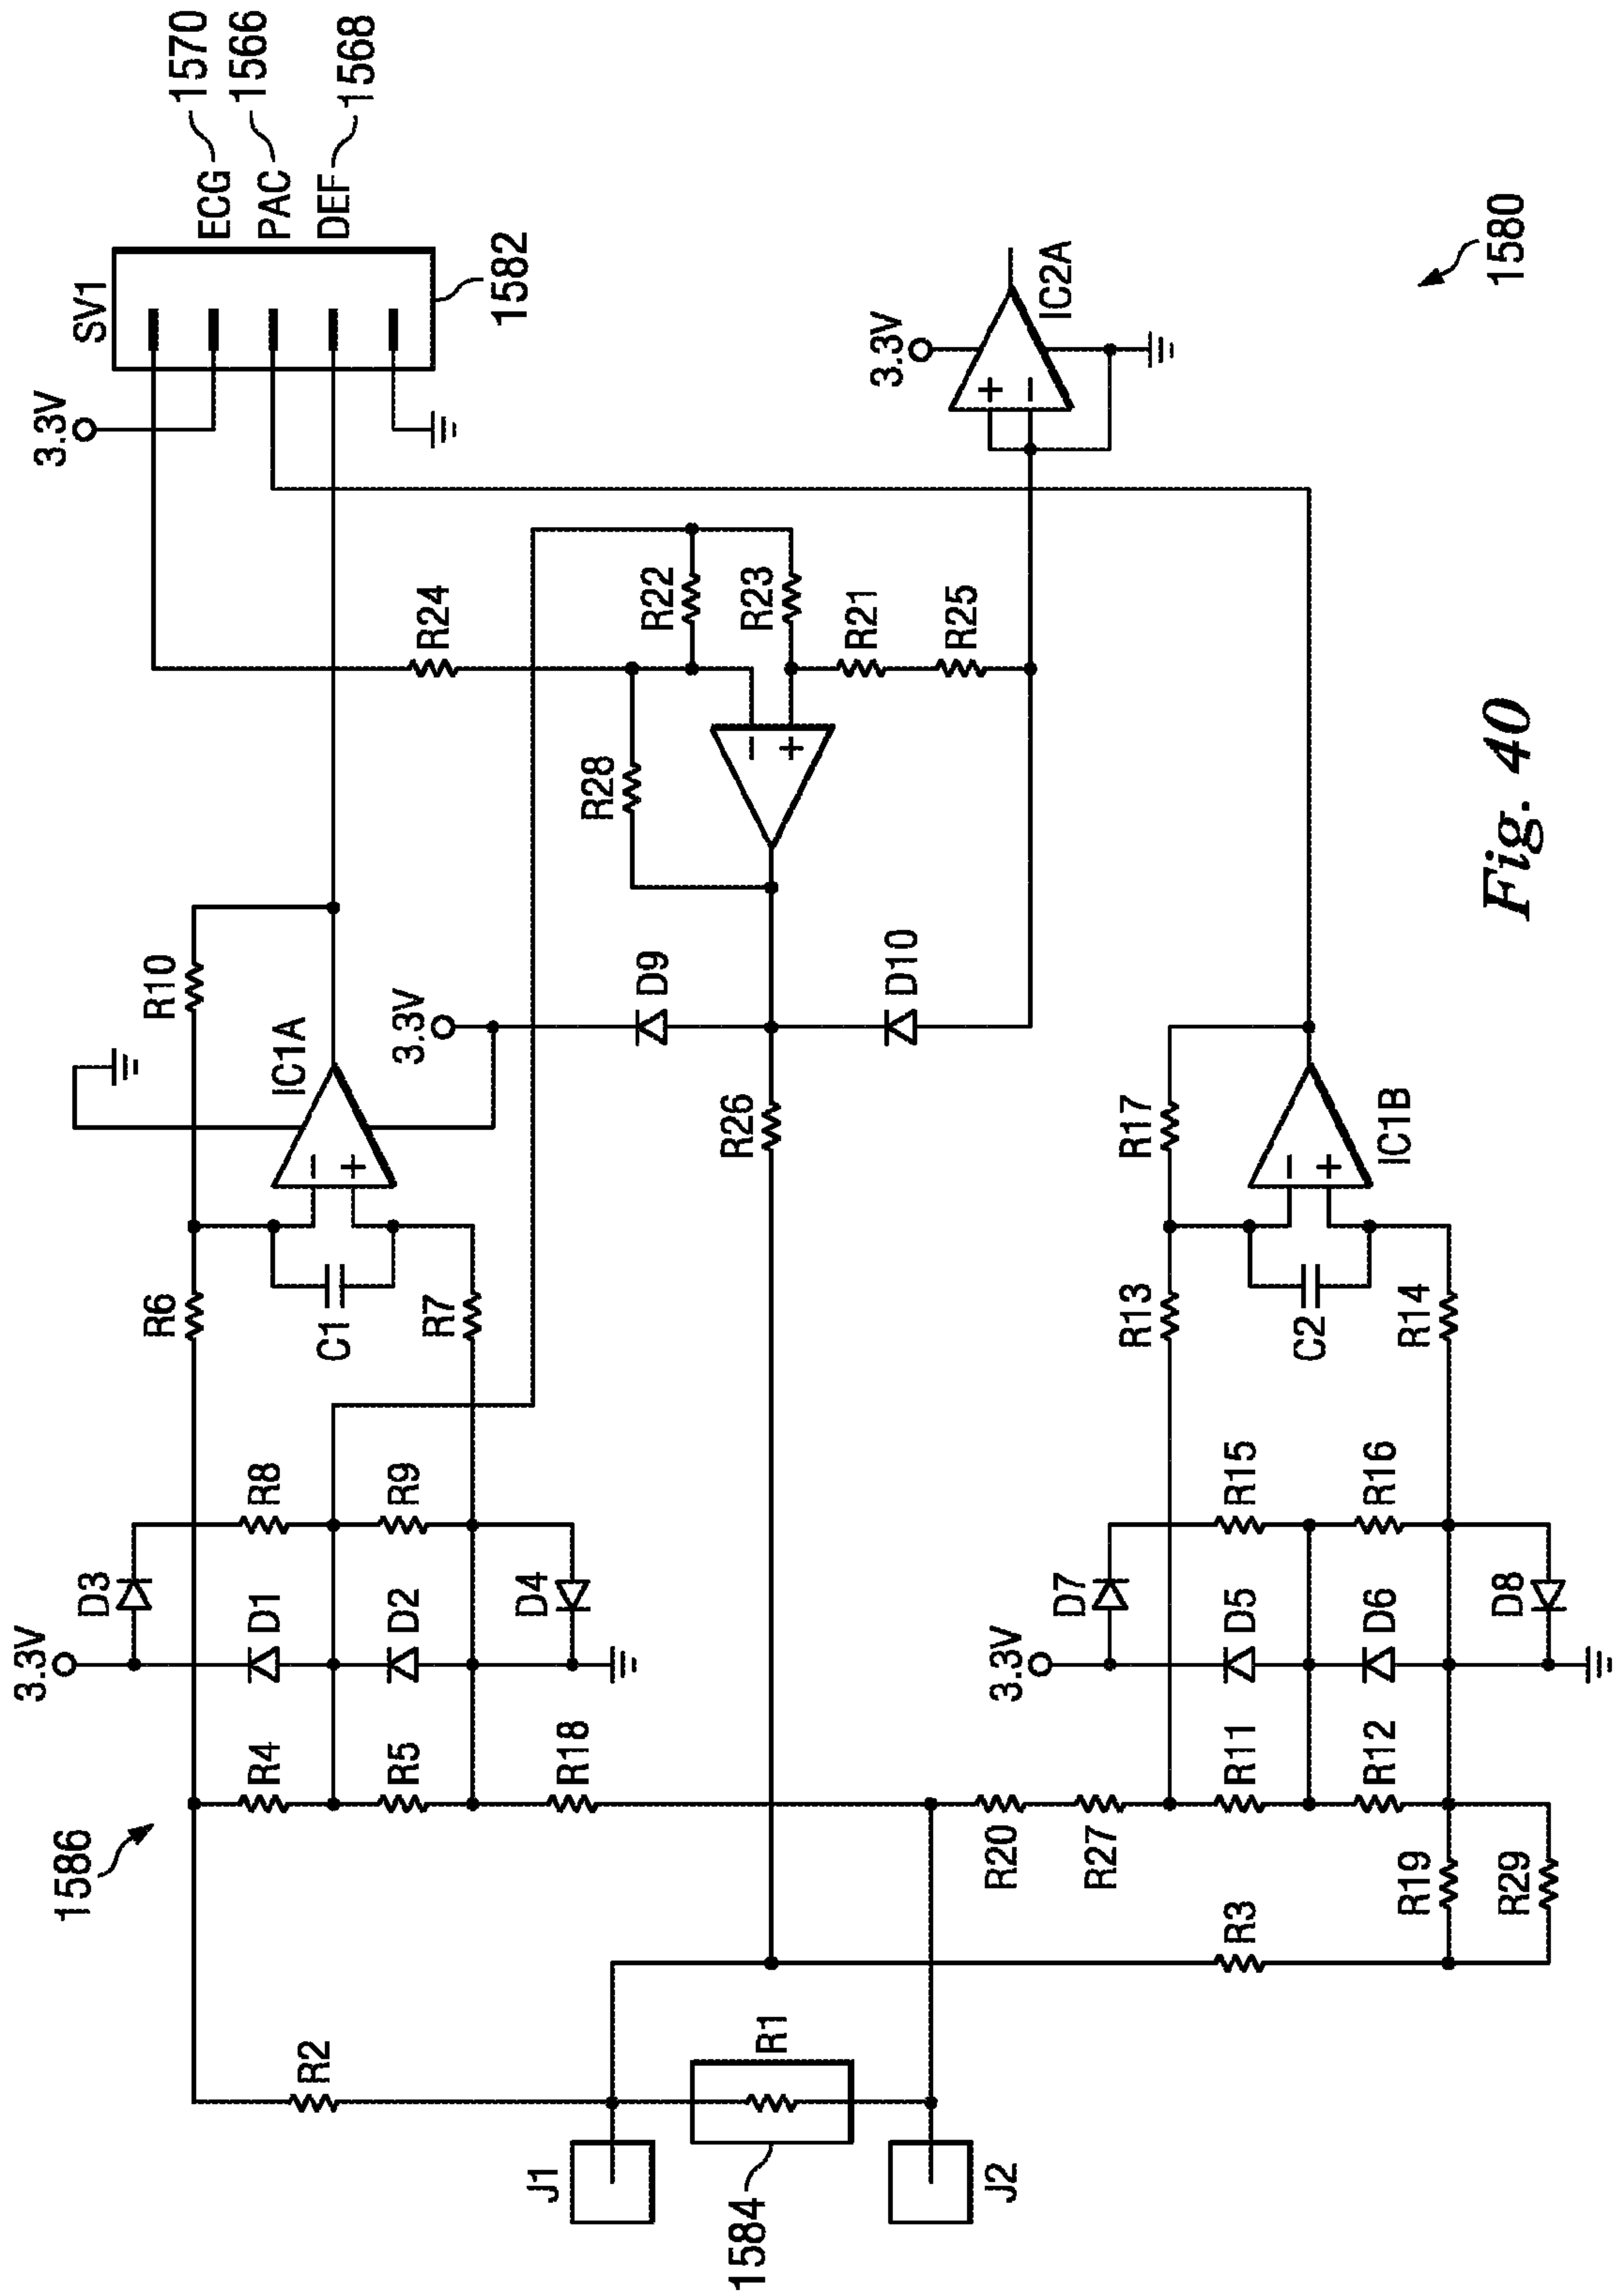 1586
3.3V
D3
R4
D1
R8
R5
D2
R9
R18
D4
R6
C1
R7
R10
IC1A
3.3V
3.3V
SV1
ECG
1570
PAC
1566
DEF
1568
1582
R24
R22
R23
R21
R25
R28
D9
D10
R26
3.3V
IC2A
R2
J1
R1
1584
J2
R3
R20
R27
R11
R12
R19
R29
3.3V
D7
D5
R15
D6
R16
D8
R13
C2
R14
R17
IC1B
1580
Fig. 40